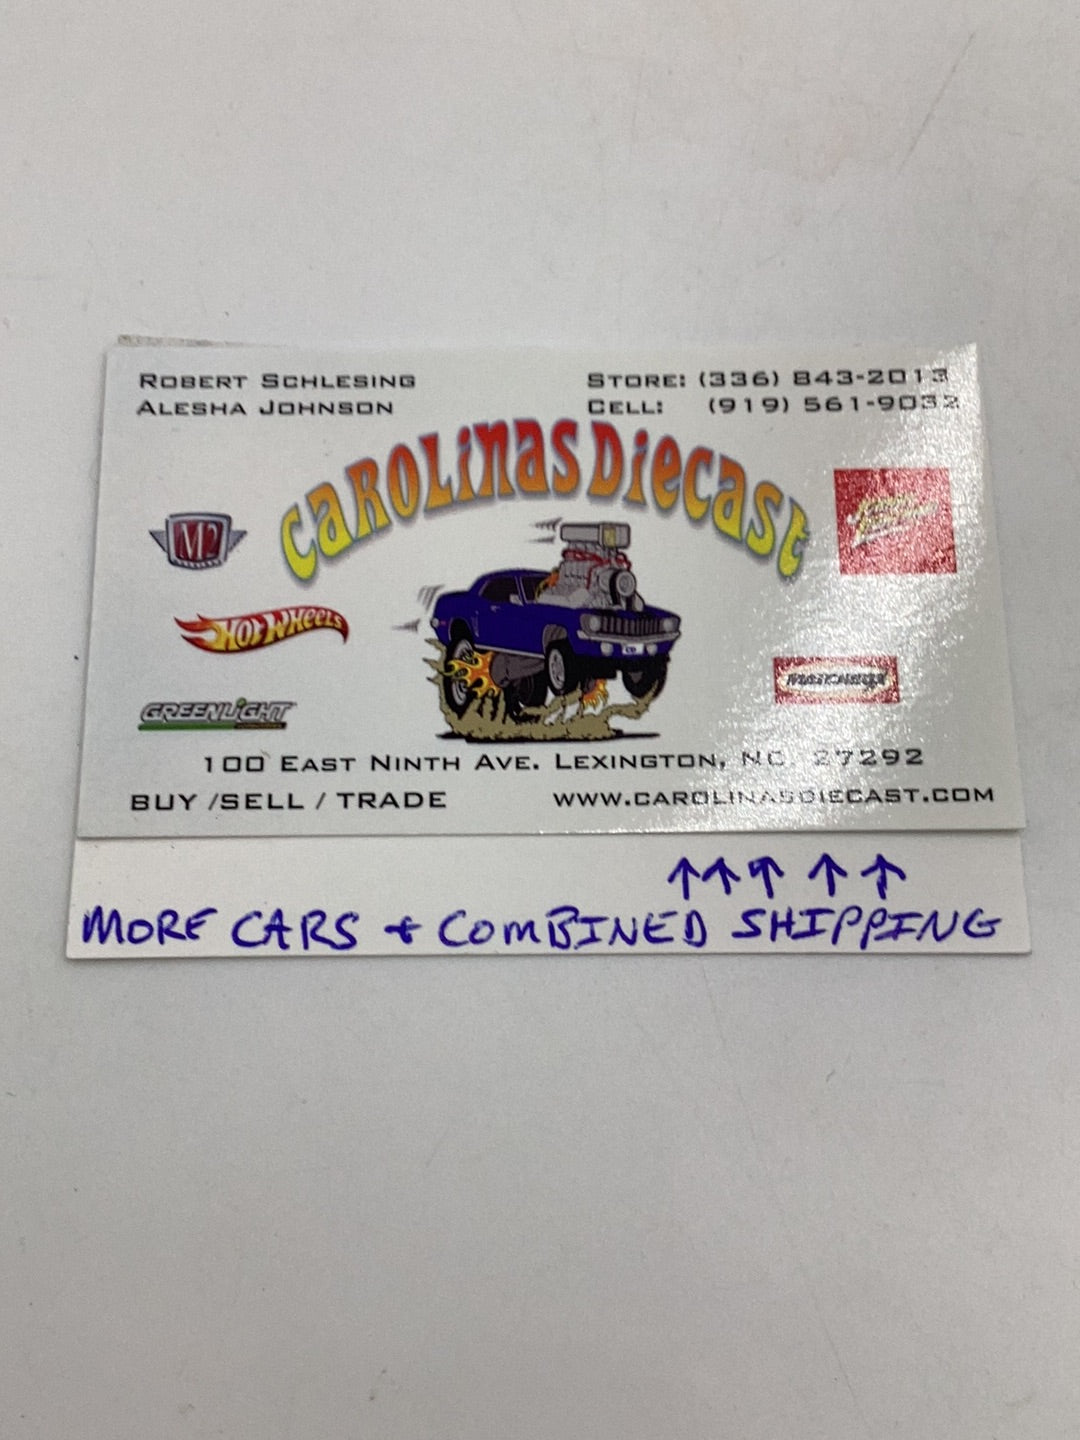 ROBERT SCHLESING
ALESHA JOHNSON
STORE: (336) 843-2013
CELL: (919) 561-9032
CAROLINAS DIECAST
M2
HOT WHEELS
GREENLIGHT
MATCHBOX
100 EAST NINTH AVE. LEXINGTON, NC. 27292
BUY /SELL / TRADE
WWW.CAROLINASDIECAST.COM
MORE CARS + COMBINED SHIPPING